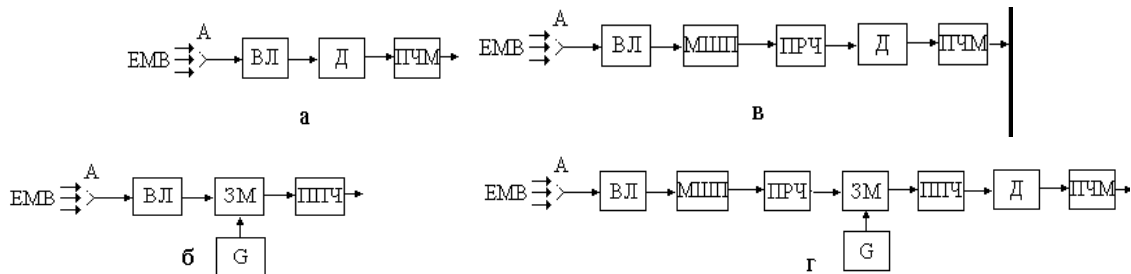 А
ЕМВ ВЛ Д ПЧМ
а
А
ЕМВ ВЛ МШП ПРЧ Д ПЧМ
в
А
ЕМВ ВЛ ЗМ ППЧ
G
б
А
ЕМВ ВЛ МШП ПРЧ ЗМ ППЧ Д ПЧМ
G
г